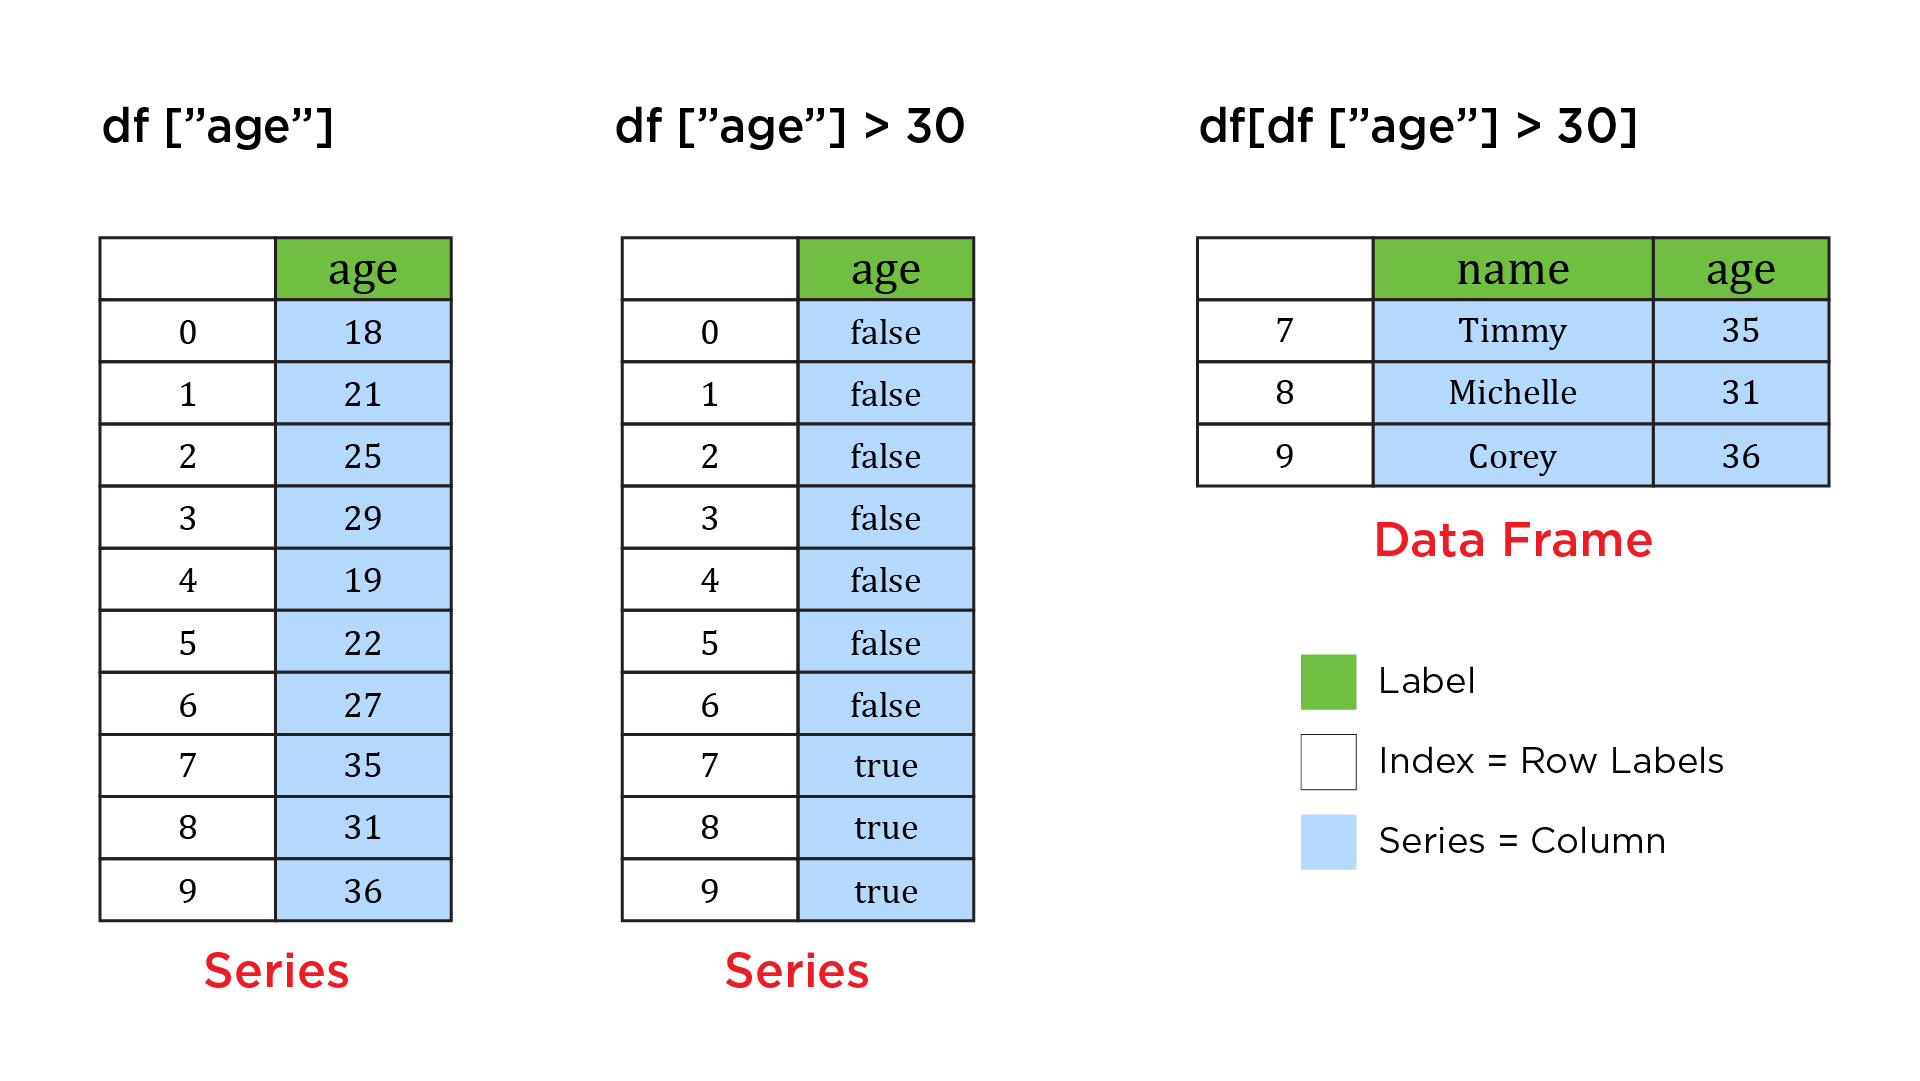 df [”age”]
age
0 18
1 21
2 25
3 29
4 19
5 22
6 27
7 35
8 31
9 36
Series
df [”age”] > 30
age
0 false
1 false
2 false
3 false
4 false
5 false
6 false
7 true
8 true
9 true
Series
df[df [”age”] > 30]
name age
7 Timmy 35
8 Michelle 31
9 Corey 36
Data Frame
Label
Index = Row Labels
Series = Column